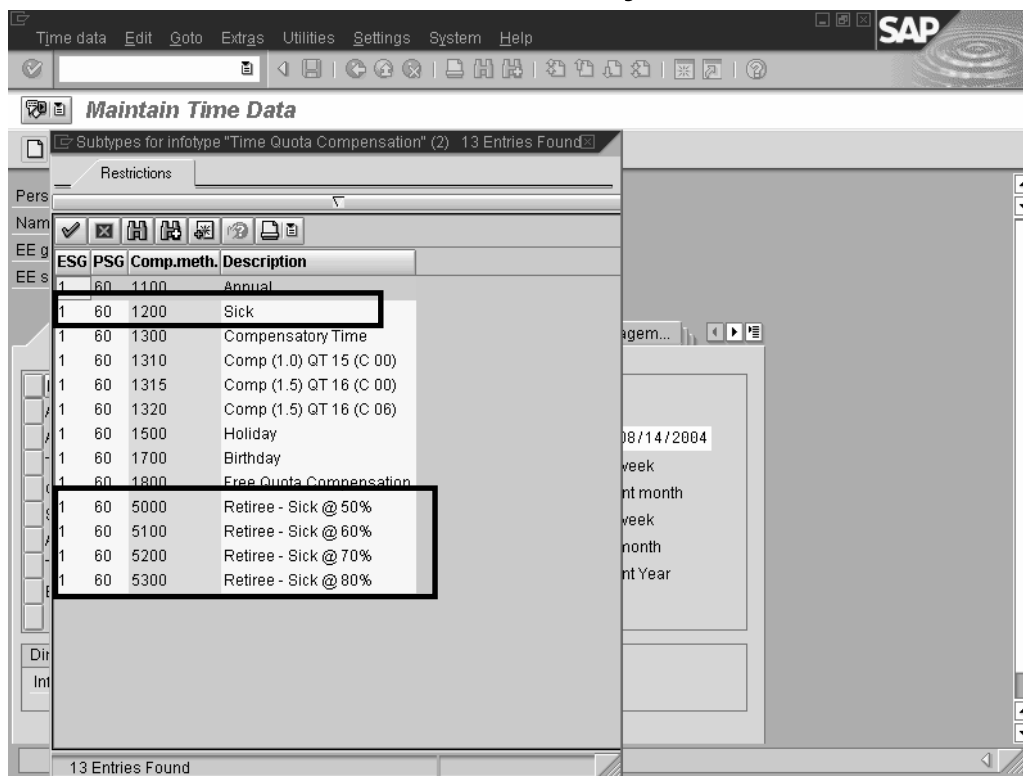 Time data Edit Goto Extras Utilities Settings System Help
SAP
Maintain Time Data
Subtypes for infotype "Time Quota Compensation" (2) 13 Entries Found
Restrictions
Pers
Nam
EE g
EE s
ESG PSG Comp.meth. Description
1 60 1100 Annual
1 60 1200 Sick
1 60 1300 Compensatory Time
1 60 1310 Comp (1.0) QT 15 (C 00)
1 60 1315 Comp (1.5) QT 16 (C 00)
1 60 1320 Comp (1.5) QT 16 (C 06)
1 60 1500 Holiday
1 60 1700 Birthday
1 60 1800 Free Quota Compensation
1 60 5000 Retiree - Sick @ 50%
1 60 5100 Retiree - Sick @ 60%
1 60 5200 Retiree - Sick @ 70%
1 60 5300 Retiree - Sick @ 80%
agem...
08/14/2004
week
nt month
week
month
nt Year
Dir
Inf
13 Entries Found